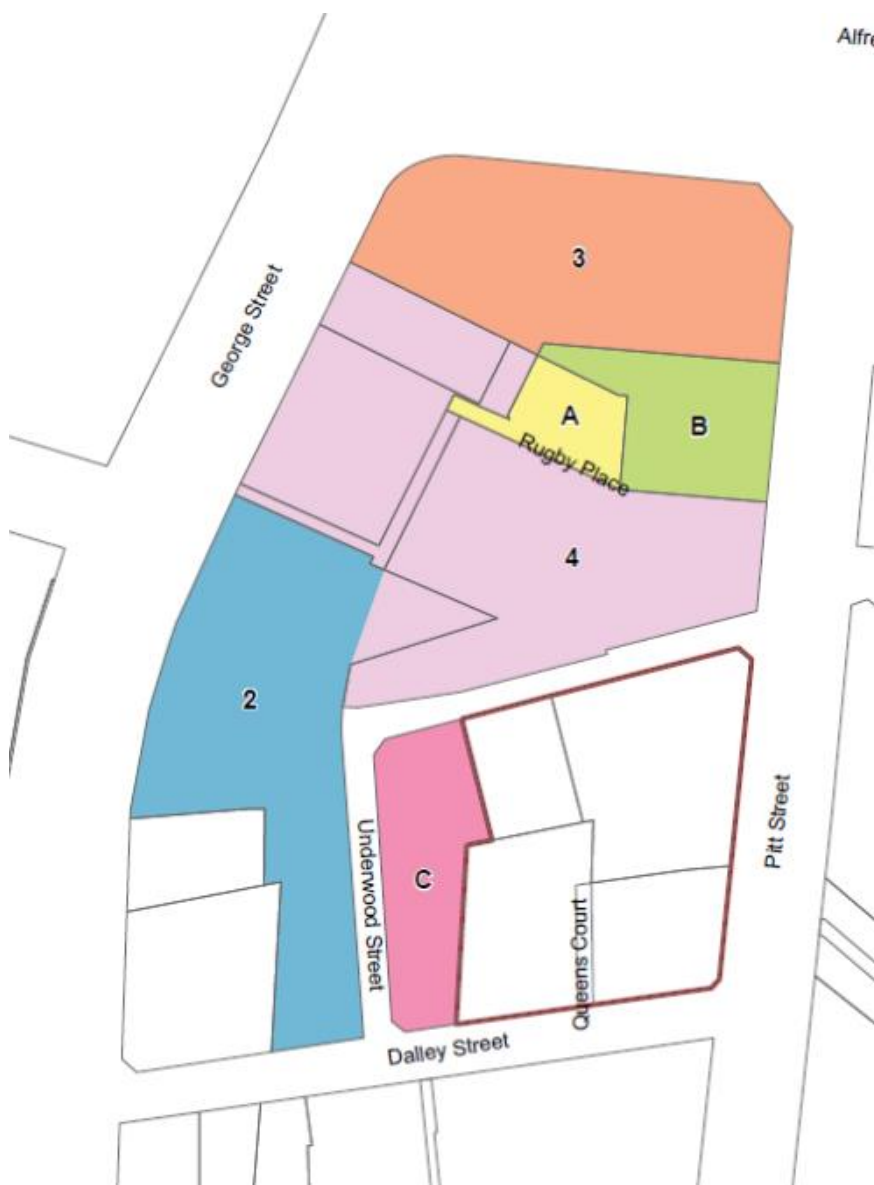 Alfre
3
George Street
A
B
Rugby Place
4
2
Pitt Street
Underwood Street
C
Queens Court
Dalley Street